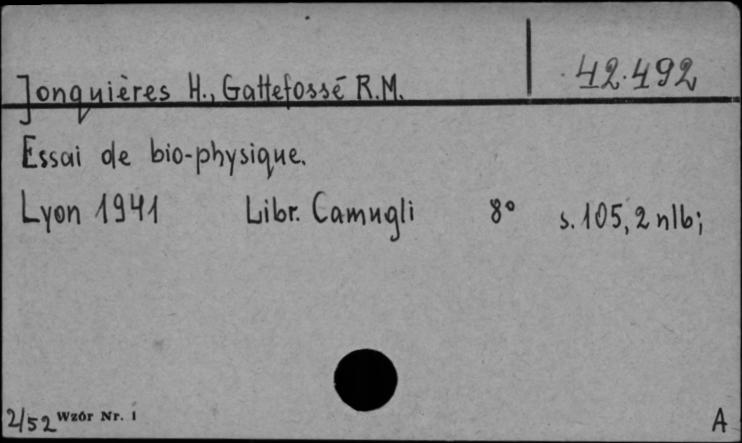 Jonquières H., Gattefossé R.M. 42.492
Essai de bio-physique.
Lyon 1941 Libr. Camugli 8° s. 105, 2 nlb;
2/52 Wzór Nr. 1 A